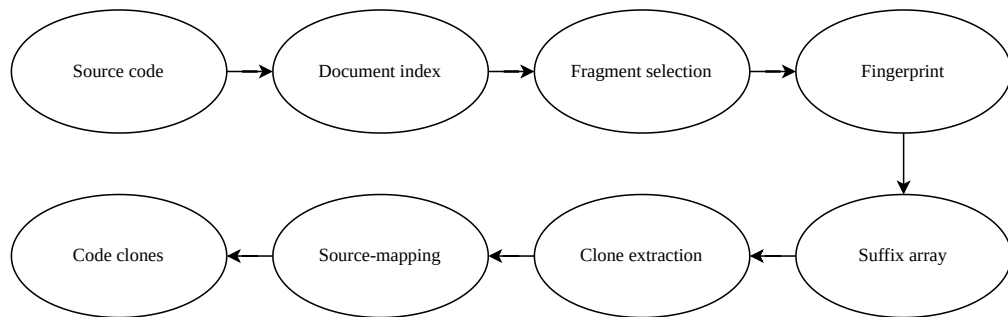 Source code
Document index
Fragment selection
Fingerprint
Suffix array
Clone extraction
Source-mapping
Code clones